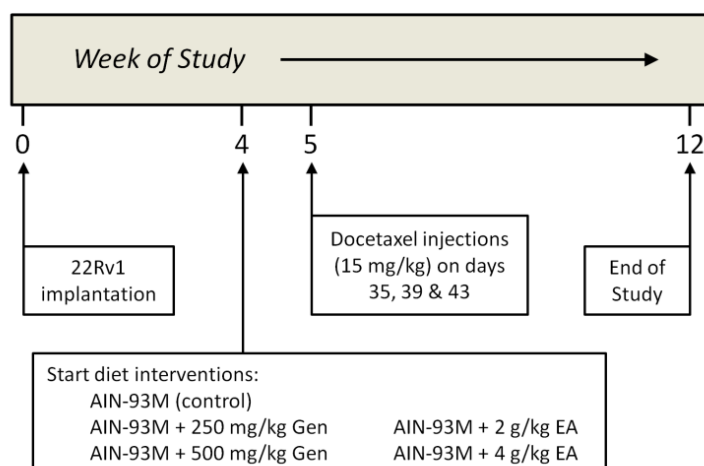 Week of Study
0 4 5 12
22Rv1
implantation
Docetaxel injections
(15 mg/kg) on days
35, 39 & 43
End of
Study
Start diet interventions:
AIN-93M (control)
AIN-93M + 250 mg/kg Gen AIN-93M + 2 g/kg EA
AIN-93M + 500 mg/kg Gen AIN-93M + 4 g/kg EA